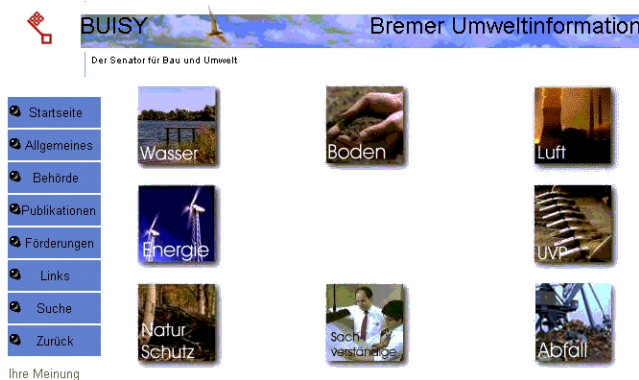 BUISY Bremer Umweltinformation
Der Senator für Bau und Umwelt
Startseite
Allgemeines
Behörde
Publikationen
Förderungen
Links
Suche
Zurück
Ihre Meinung
Wasser
Boden
Luft
Energie
UVP
Natur
Schutz
Sach
verständige
Abfall